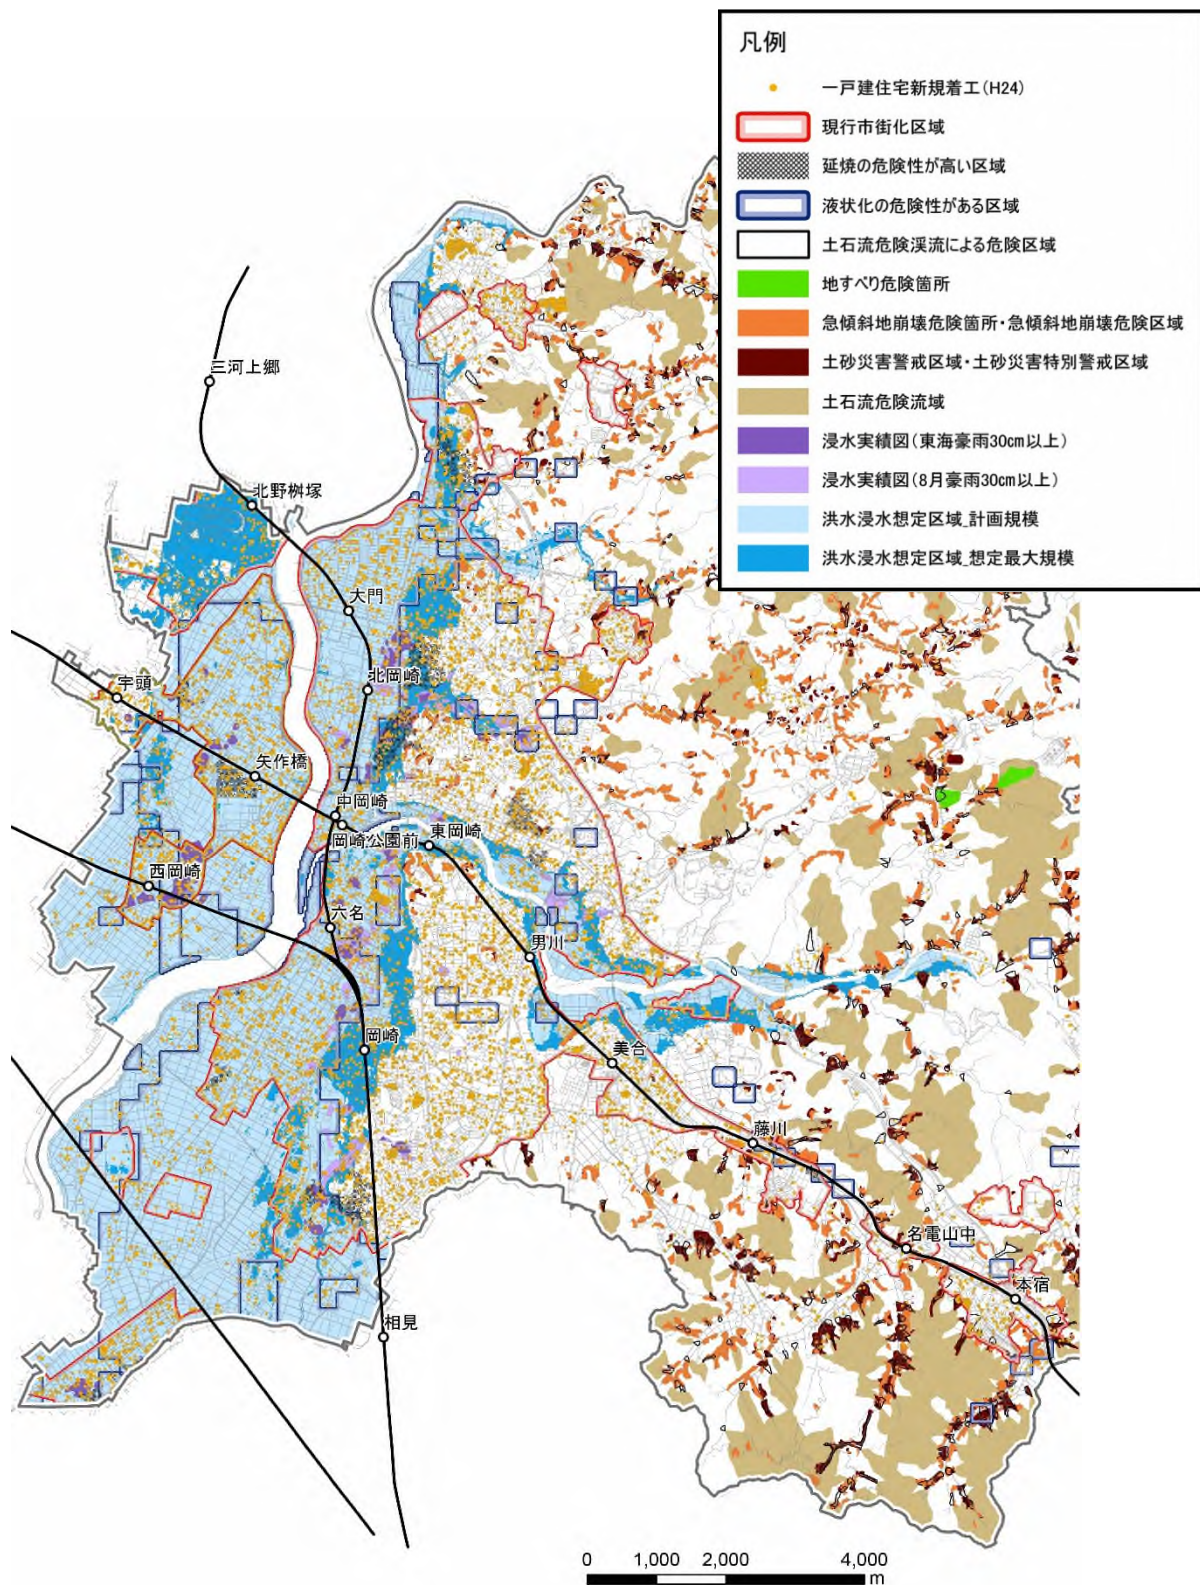 凡例
一戸建住宅新規着工(H24)
現行市街化区域
延焼の危険性が高い区域
液状化の危険性がある区域
土石流危険渓流による危険区域
地すべり危険箇所
急傾斜地崩壊危険箇所・急傾斜地崩壊危険区域
土砂災害警戒区域・土砂災害特別警戒区域
土石流危険流域
浸水実績図(東海豪雨30cm以上)
浸水実績図(8月豪雨30cm以上)
洪水浸水想定区域_計画規模
洪水浸水想定区域_想定最大規模
三河上郷
北野桝塚
大門
北岡崎
宇頭
矢作橋
中岡崎
岡崎公園前
東岡崎
西岡崎
六名
男川
岡崎
美合
藤川
名電山中
本宿
相見
0 1,000 2,000 4,000
m